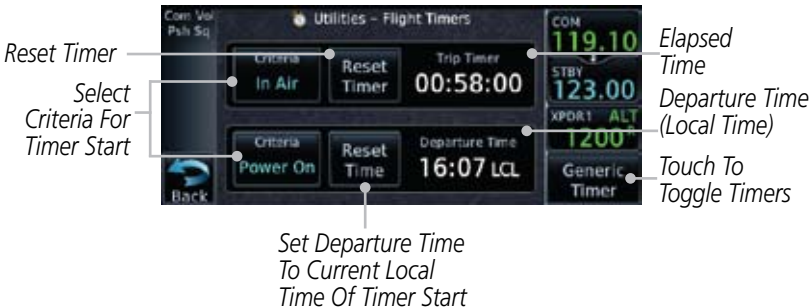 Com Vol
Psh Sq
Utilities – Flight Timers
COM
119.10
STBY
123.00
XPDR1 ALT
1200 R
Generic
Timer
Criteria
In Air
Reset
Timer
Trip Timer
00:58:00
Criteria
Power On
Reset
Time
Departure Time
16:07 LCL
Back
Reset Timer
Select
Criteria For
Timer Start
Elapsed
Time
Departure Time
(Local Time)
Touch To
Toggle Timers
Set Departure Time
To Current Local
Time Of Timer Start